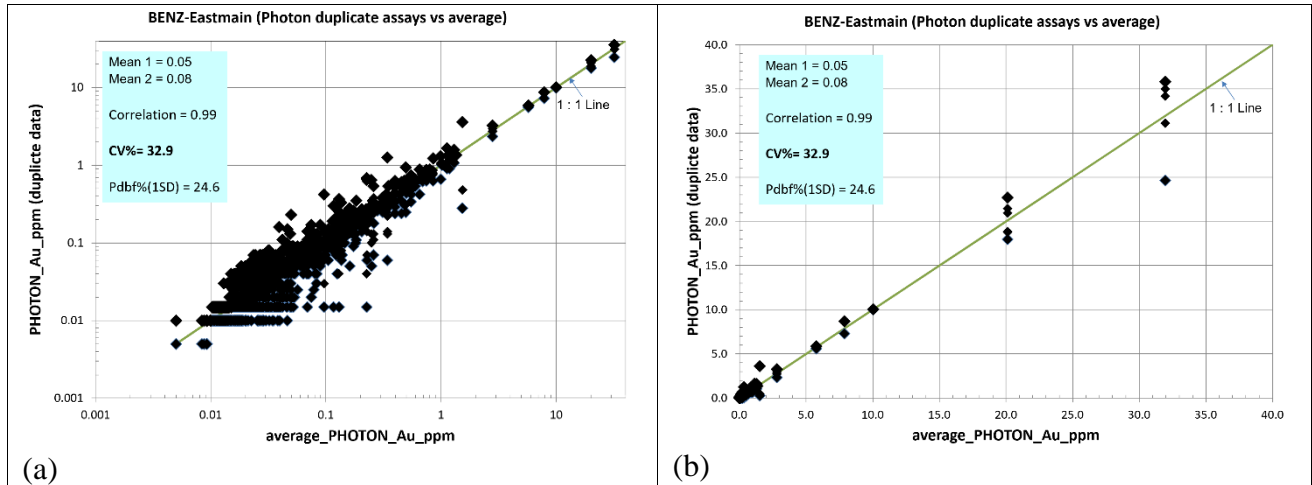 BENZ-Eastmain (Photon duplicate assays vs average)
Mean 1 = 0.05
Mean 2 = 0.08
Correlation = 0.99
CV%= 32.9
Pdbf%(1SD) = 24.6
1 : 1 Line
PHOTON_Au_ppm (duplicte data)
10
1
0.1
0.01
0.001
0.001
0.01
0.1
1
10
average_PHOTON_Au_ppm
(a)
BENZ-Eastmain (Photon duplicate assays vs average)
Mean 1 = 0.05
Mean 2 = 0.08
Correlation = 0.99
CV%= 32.9
Pdbf%(1SD) = 24.6
1 : 1 Line
PHOTON_Au_ppm (duplicte data)
40.0
35.0
30.0
25.0
20.0
15.0
10.0
5.0
0.0
0.0
5.0
10.0
15.0
20.0
25.0
30.0
35.0
40.0
average_PHOTON_Au_ppm
(b)